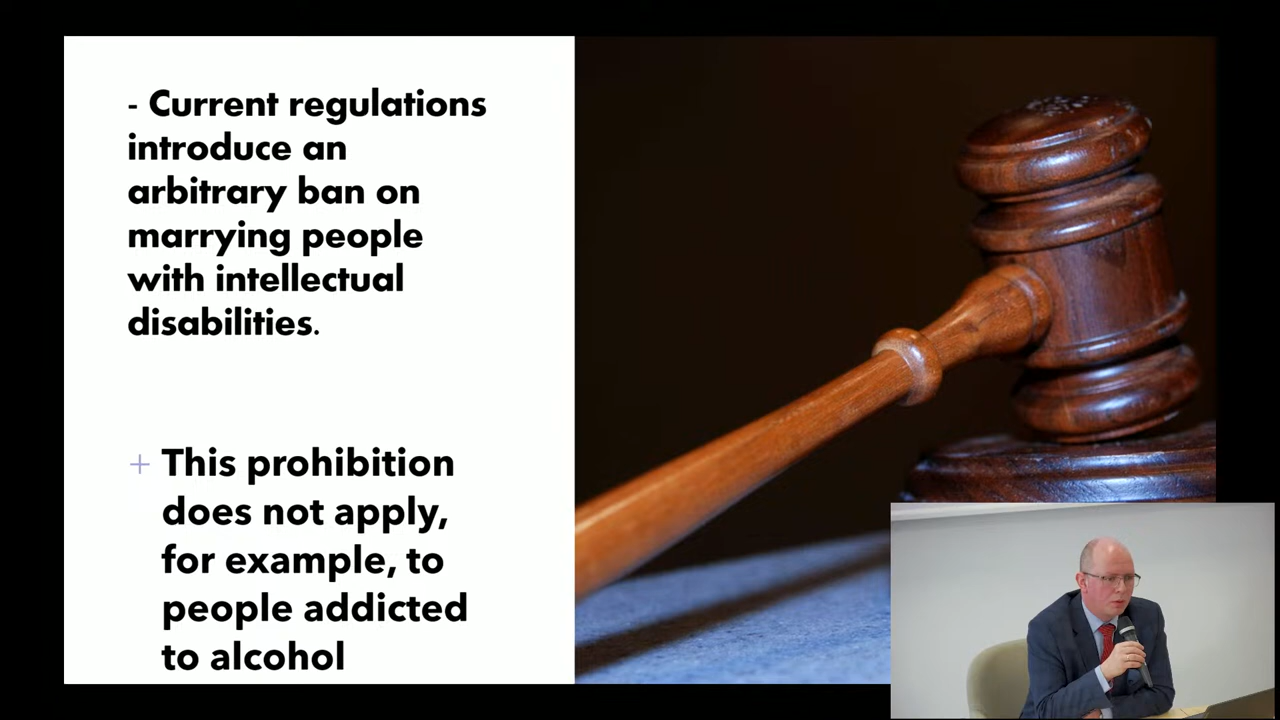 - Current regulations
introduce an
arbitrary ban on
marrying people
with intellectual
disabilities.
+ This prohibition
does not apply,
for example, to
people addicted
to alcohol